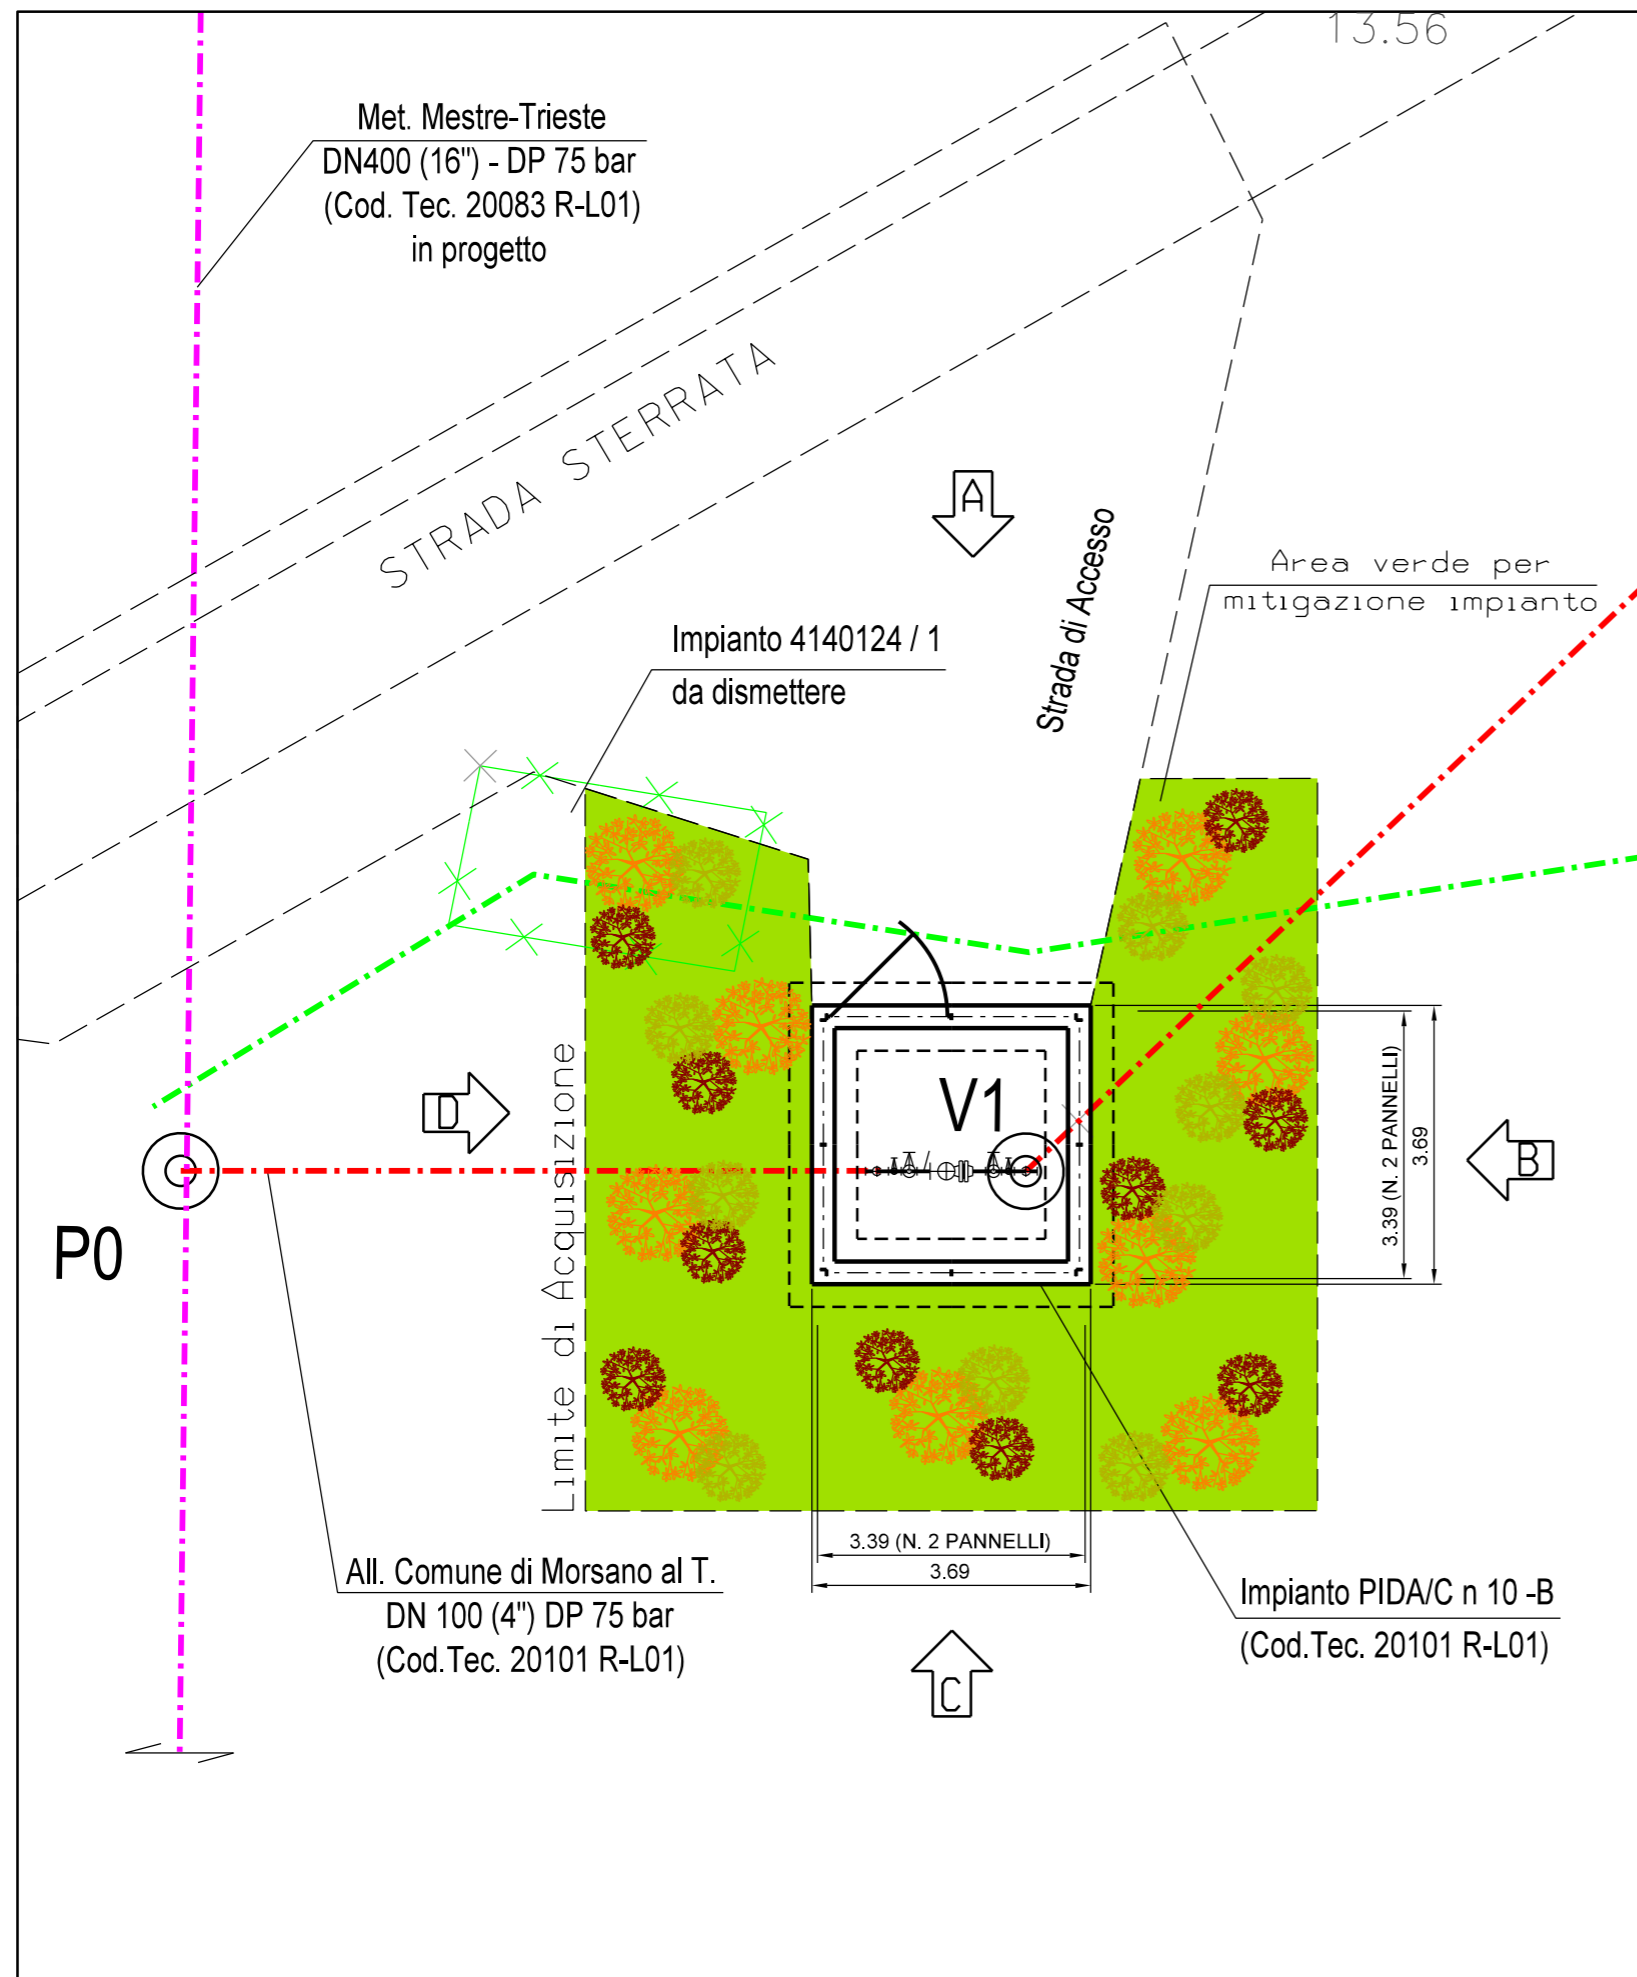 13.56
Met. Mestre-Trieste
DN400 (16") - DP 75 bar
(Cod. Tec. 20083 R-L01)
in progetto
STRADA STERRATA
A
Strada di Accesso
Area verde per
mitigazione impianto
Impianto 4140124 / 1
da dismettere
D
V1
B
P0
Limite di Acquisizione
3.39 (N. 2 PANNELLI)
3.69
3.39 (N. 2 PANNELLI)
3.69
All. Comune di Morsano al T.
DN 100 (4") DP 75 bar
(Cod.Tec. 20101 R-L01)
Impianto PIDA/C n 10 -B
(Cod.Tec. 20101 R-L01)
C